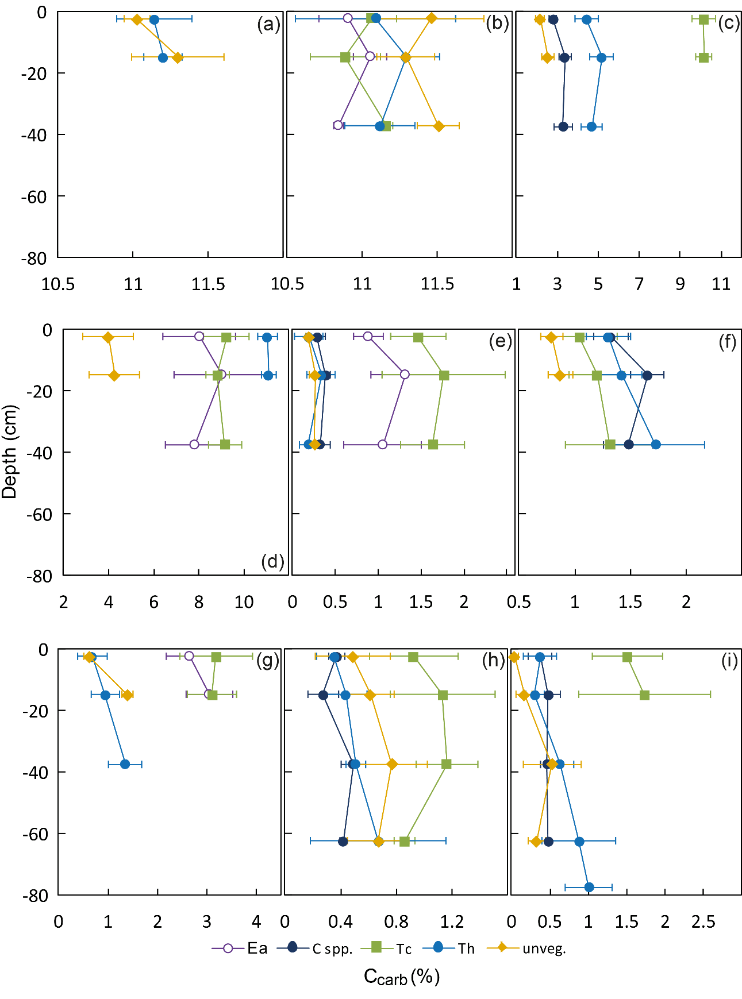 0 (a) (b) (c)
-20
-40
-60
-80
10.5 11 11.5 10.5 11 11.5 1 3 5 7 9 11
0 (e) (f)
-20
-40
-60
-80 (d)
2 4 6 8 10 0 0.5 1 1.5 2 0.5 1 1.5 2
Depth (cm)
0 (g) (h) (i)
-20
-40
-60
-80
0 1 2 3 4 0 0.4 0.8 1.2 0 0.5 1 1.5 2 2.5
Ea C spp. Tc Th unveg.
Ccarb (%)